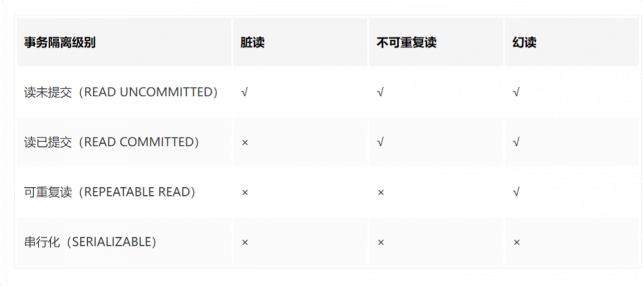 事务隔离级别 脏读 不可重复读 幻读
读未提交（READ UNCOMMITTED） √ √ √
读已提交（READ COMMITTED） × √ √
可重复读（REPEATABLE READ） × × √
串行化（SERIALIZABLE） × × ×